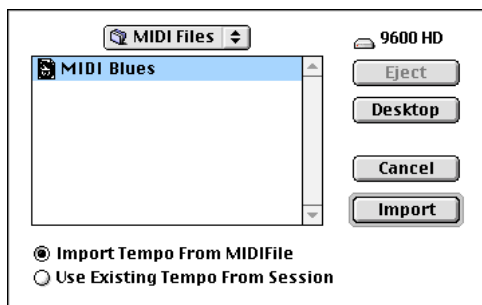 MIDI Files
9600 HD
MIDI Blues
Eject
Desktop
Cancel
Import
Import Tempo From MIDIFile
Use Existing Tempo From Session